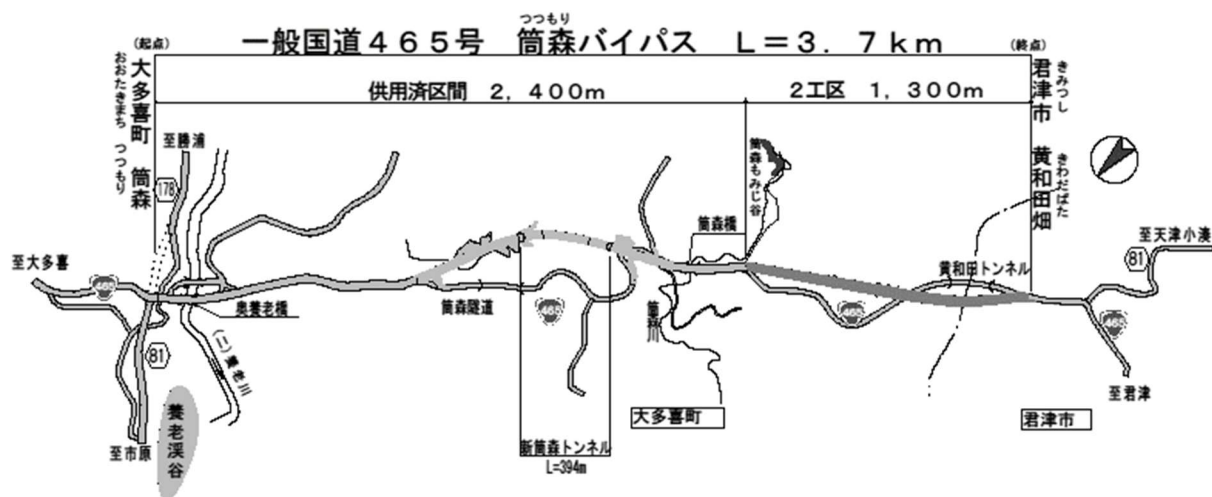 つつもり
一般国道465号 筒森バイパス L=3.7km
(起点)
(終点)
おおたきまち つつもり
大多喜町 筒森
供用済区間 2,400m
2工区 1,300m
きみつし きわだはた
君津市 黄和田畑
至勝浦
178
筒森もみじ谷
筒森橋
至天津小湊
81
至大多喜
465
黄和田トンネル
奥養老橋
筒森隧道
465
筒森川
465
465
(二)養老川
81
至君津
大多喜町
君津市
養老渓谷
至市原
新筒森トンネル
L=394m